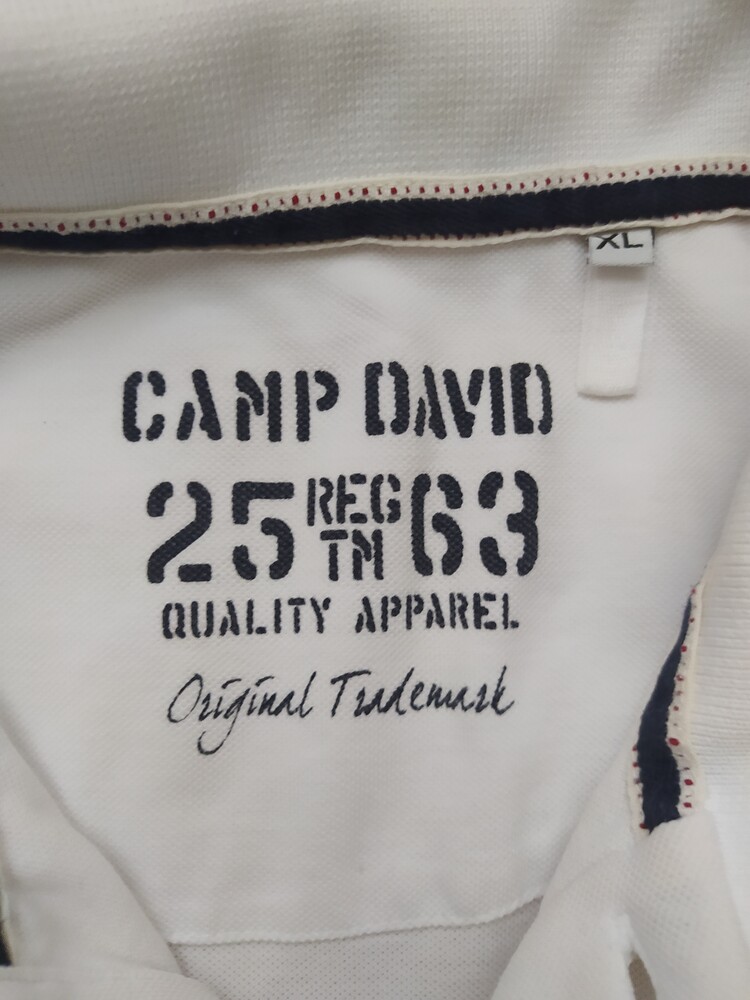 XL
CAMP DAVID
25 REG TM 63
QUALITY APPAREL
Original Trademark